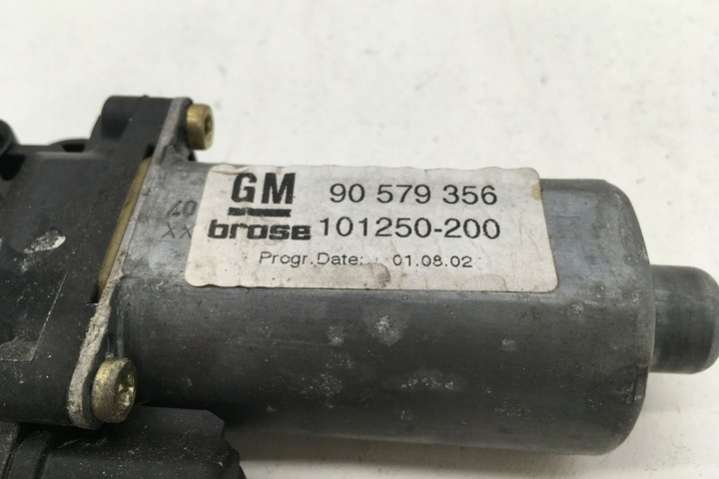 GM 90 579 356
brose 101250-200
Progr.Date: 01.08.02